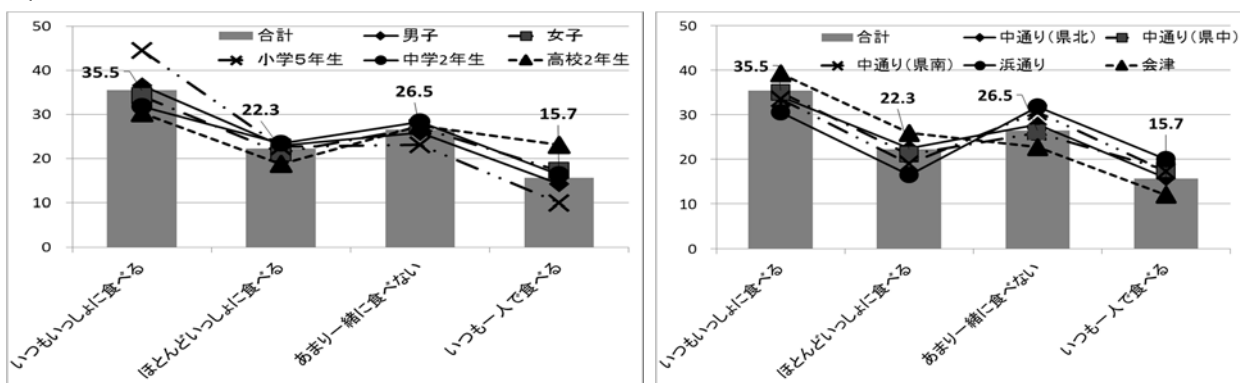 50
40
30
20
10
0
合計
男子
女子
小学5年生
中学2年生
高校2年生
35.5
22.3
26.5
15.7
いつもいっしょに食べる
ほとんどいっしょに食べる
あまり一緒に食べない
いつも一人で食べる
50
40
30
20
10
0
合計
中通り(県北)
中通り(県中)
中通り(県南)
浜通り
会津
35.5
22.3
26.5
15.7
いつもいっしょに食べる
ほとんどいっしょに食べる
あまり一緒に食べない
いつも一人で食べる